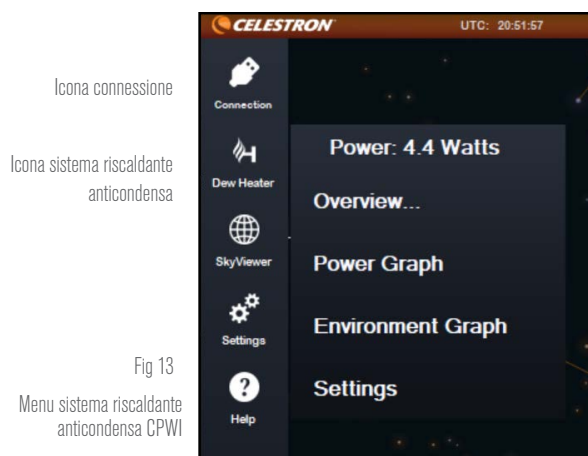 CELESTRON
UTC: 20:51:57
Icona connessione
Connection
Icona sistema riscaldante
anticondensa
Dew Heater
SkyViewer
Settings
Help
Power: 4.4 Watts
Overview...
Power Graph
Environment Graph
Settings
Fig 13
Menu sistema riscaldante
anticondensa CPWI